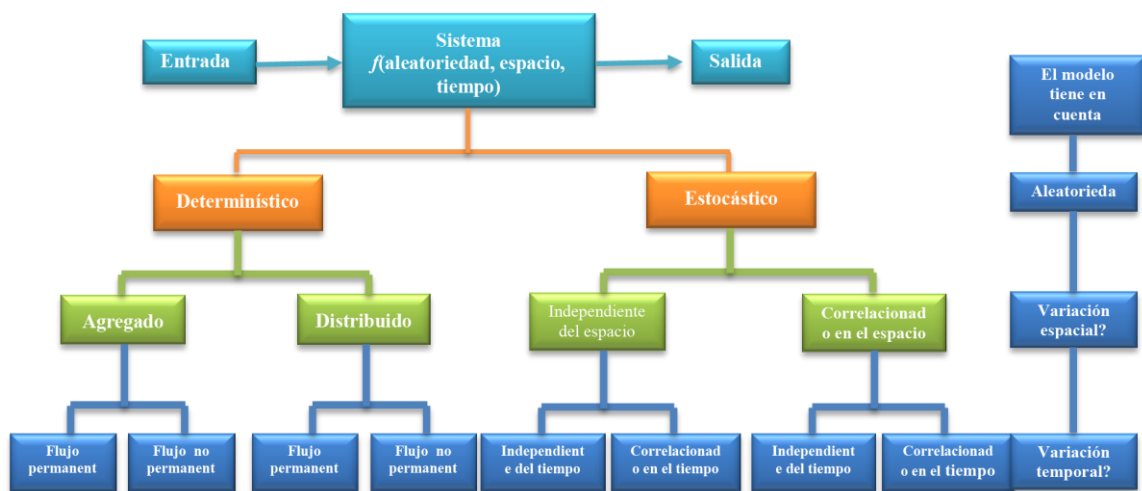 Entrada
Sistema
f(aleatoriedad, espacio,
tiempo)
Salida
El modelo
tiene en
cuenta
Determinístico
Estocástico
Aleatorieda
Agregado
Distribuido
Independiente
del espacio
Correlacionad
o en el espacio
Variación
espacial?
Flujo
permanent
Flujo no
permanent
Flujo
permanent
Flujo no
permanent
Independient
e del tiempo
Correlacionad
o en el tiempo
Independient
e del tiempo
Correlacionad
o en el tiempo
Variación
temporal?